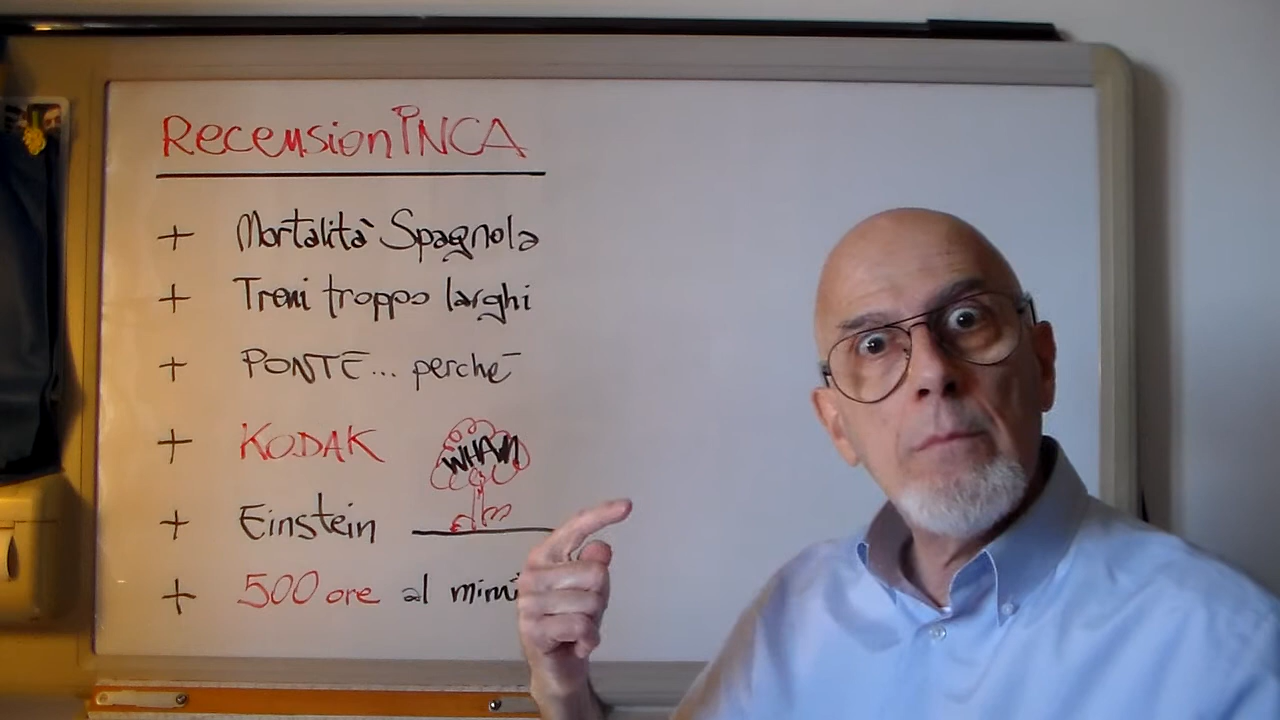 RecensionINCA
+ Mortalità Spagnola
+ Treni troppo larghi
+ PONTE... perché
+ KODAK
WHAM
+ Einstein
+ 500 ore al